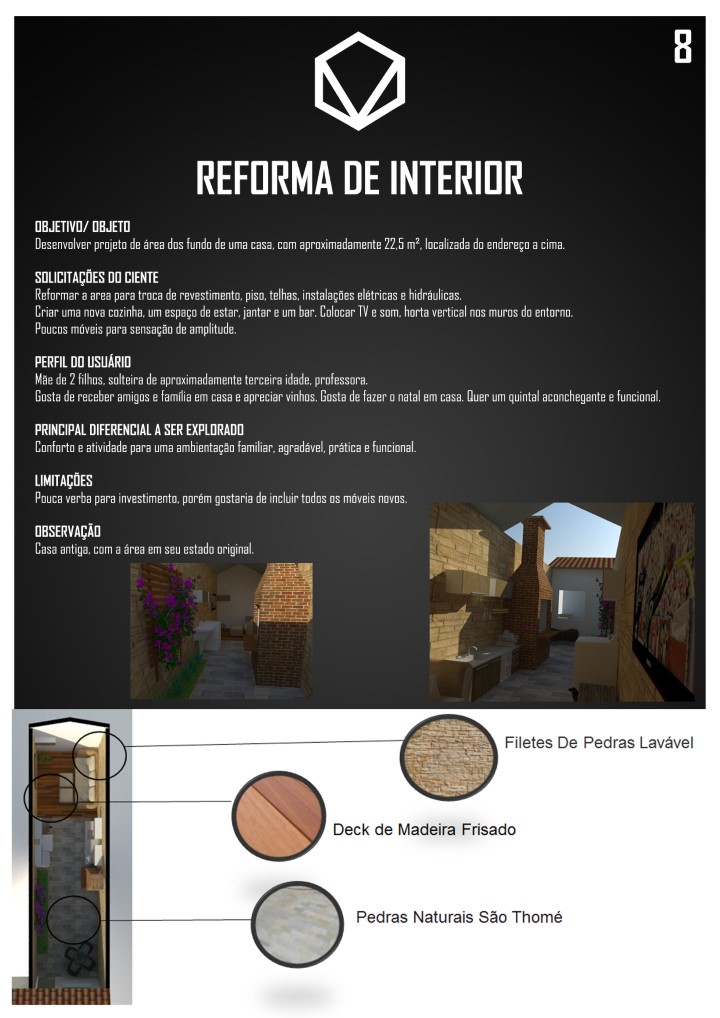 8
REFORMA DE INTERIOR
OBJETIVO/ OBJETO
Desenvolver projeto de área dos fundo de uma casa, com aproximadamente 22,5 m², localizada do endereço a cima.
SOLICITAÇÕES DO CIENTE
Reformar a area para troca de revestimento, piso, telhas, instalações elétricas e hidráulicas.
Criar uma nova cozinha, um espaço de estar, jantar e um bar. Colocar TV e som, horta vertical nos muros do entorno.
Poucos móveis para sensação de amplitude.
PERFIL DO USUÁRIO
Mãe de 2 filhos, solteira de aproximadamente terceira idade, professora.
Gosta de receber amigos e família em casa e apreciar vinhos. Gosta de fazer o natal em casa. Quer um quintal aconchegante e funcional.
PRINCIPAL DIFERENCIAL A SER EXPLORADO
Conforto e atividade para uma ambientação familiar, agradável, prática e funcional.
LIMITAÇÕES
Pouca verba para investimento, porém gostaria de incluir todos os móveis novos.
OBSERVAÇÃO
Casa antiga, com a área em seu estado original.
Filetes De Pedras Lavável
Deck de Madeira Frisado
Pedras Naturais São Thomé